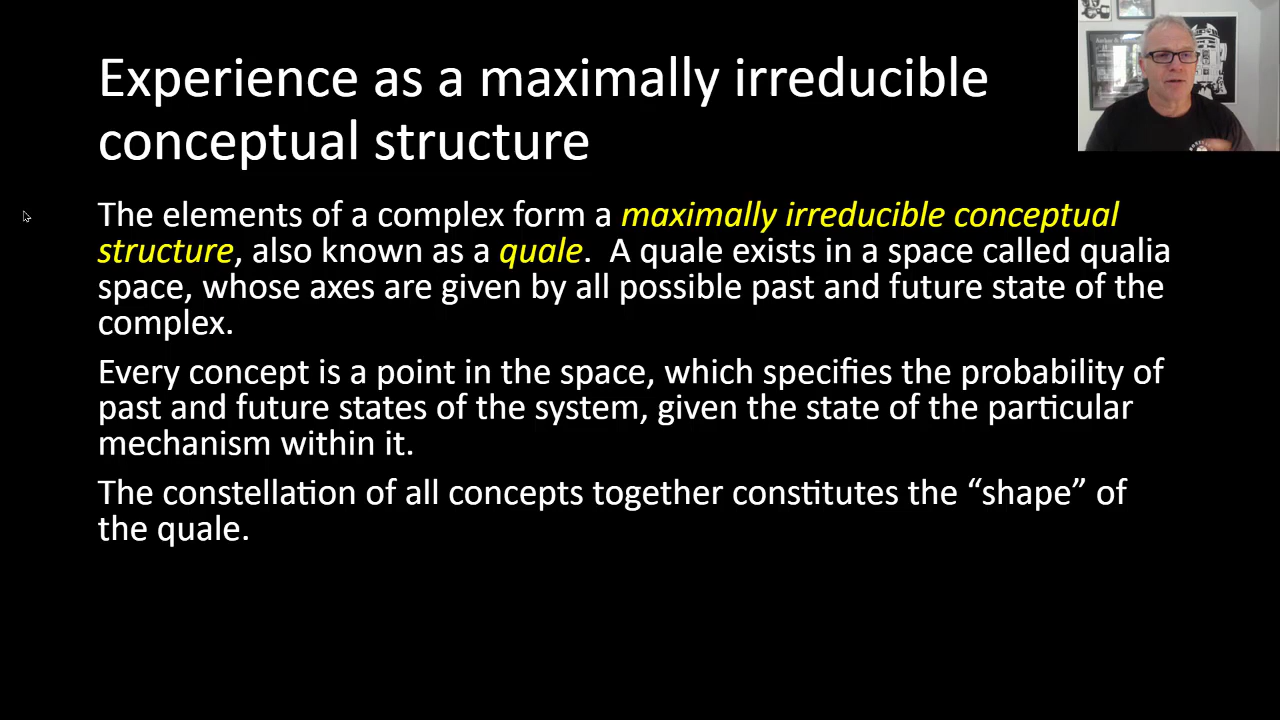 Experience as a maximally irreducible
conceptual structure
The elements of a complex form a maximally irreducible conceptual
structure, also known as a quale.  A quale exists in a space called qualia
space, whose axes are given by all possible past and future state of the
complex.
Every concept is a point in the space, which specifies the probability of
past and future states of the system, given the state of the particular
mechanism within it.
The constellation of all concepts together constitutes the “shape” of
the quale.